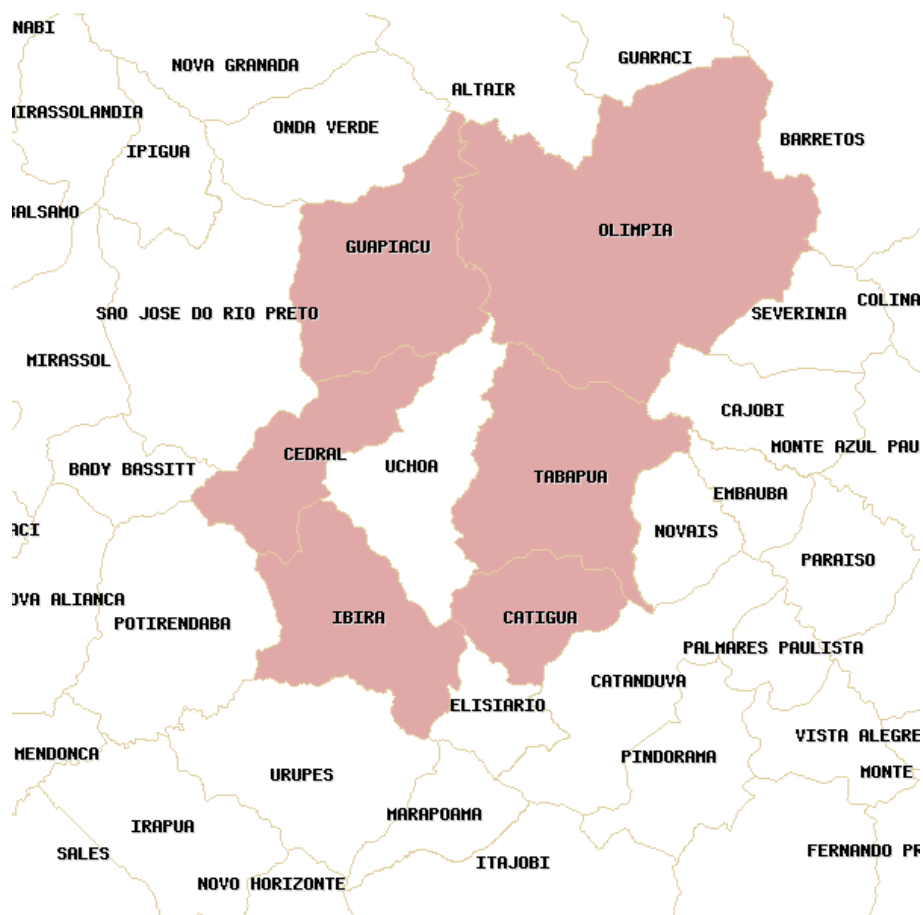 NABI
NOVA GRANADA
GUARACI
ALTAIR
IRASSOLANDIA
ONDA VERDE
BARRETOS
IPIGUA
BALSAMO
OLIMPIA
GUAPIACU
COLINA
SAO JOSE DO RIO PRETO
SEVERINIA
MIRASSOL
CAJOBI
MONTE AZUL PAU
CEDRAL
UCHOA
BADY BASSITT
TABAPUA
EMBAUBA
ACI
NOVAIS
PARAISO
OVA ALIANCA
POTIRENDABA
IBIRA
CATIGUA
PALMARES PAULISTA
CATANDUVA
ELISIARIO
VISTA ALEGRE
MENDONCA
PINDORAMA
URUPES
MONTE
MARAPOAMA
IRAPUA
SALES
FERNANDO PR
ITAJOBI
NOVO HORIZONTE